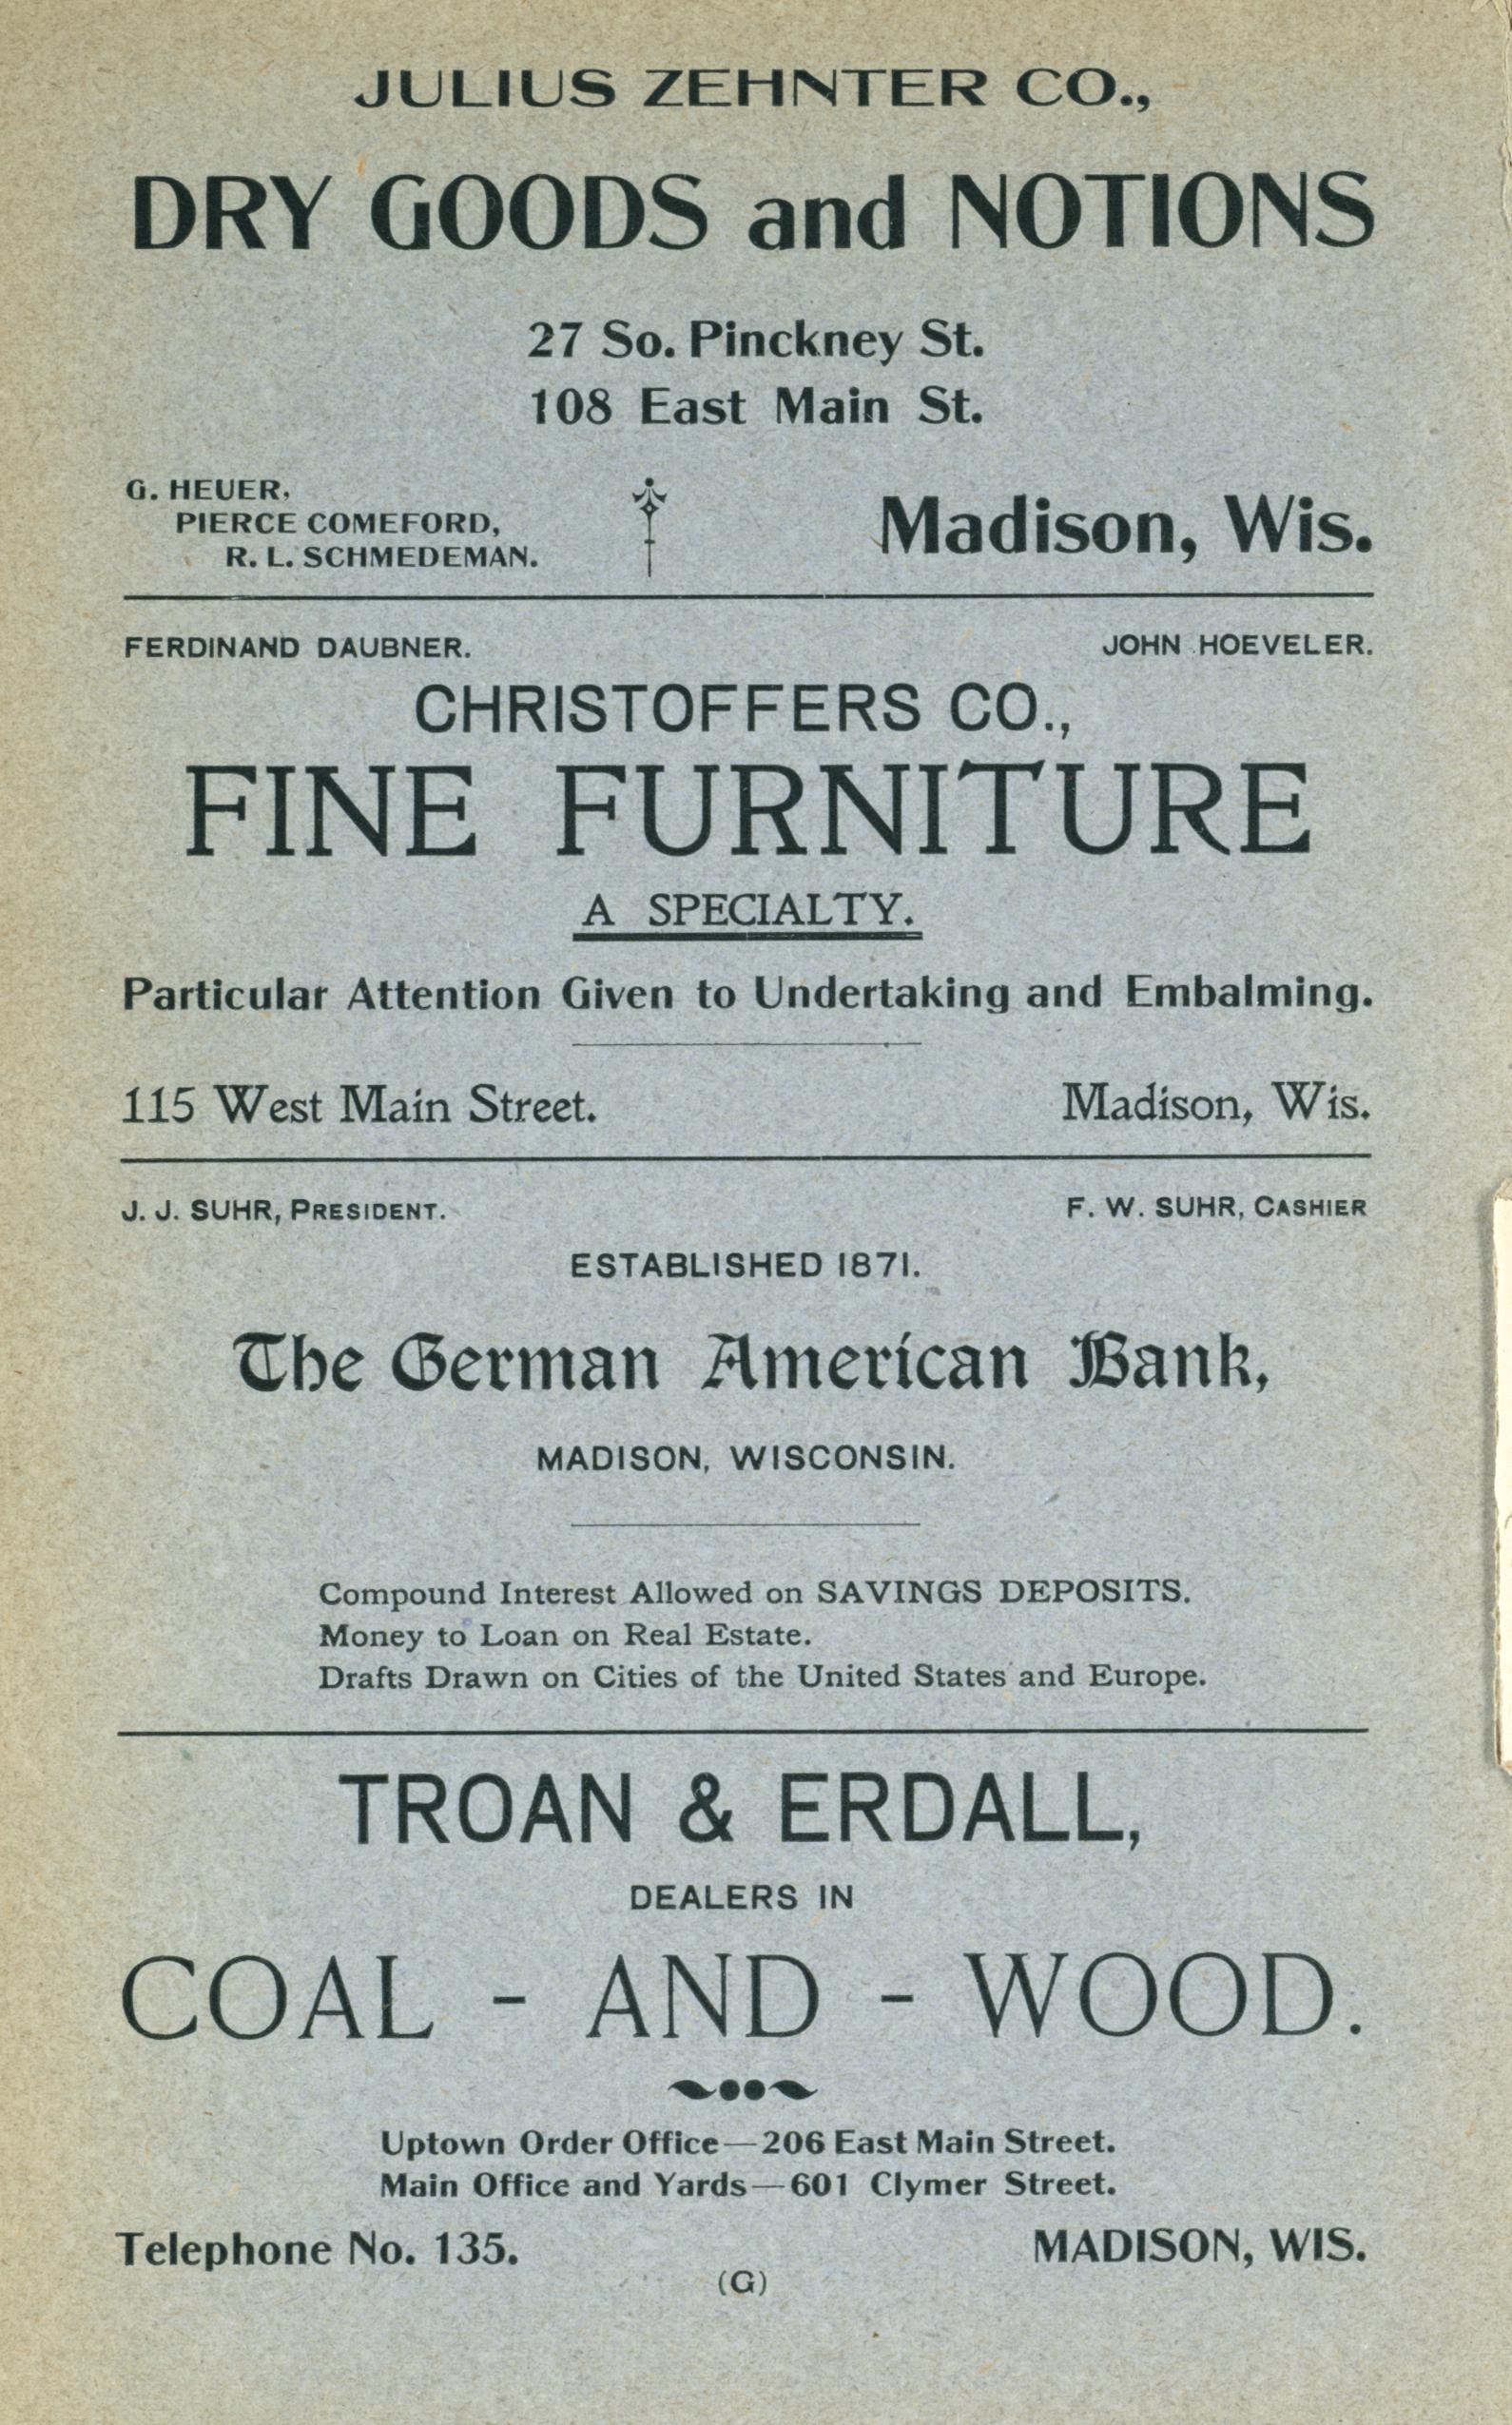 JULIUS ZEHNTER CO.,
DRY GOODS and NOTIONS
27 So. Pinckney St.
108 East Main St.
G. HEUER,
PIERCE COMEFORD,
R. L. SCHMEDEMAN.
Madison, Wis.
FERDINAND DAUBNER. JOHN HOEVELER.
CHRISTOFFERS CO.,
FINE FURNITURE
A SPECIALTY.
Particular Attention Given to Undertaking and Embalming.
115 West Main Street. Madison, Wis.
J. J. SUHR, PRESIDENT. F. W. SUHR, CASHIER
ESTABLISHED 1871.
The German American Bank,
MADISON, WISCONSIN.
Compound Interest Allowed on SAVINGS DEPOSITS.
Money to Loan on Real Estate.
Drafts Drawn on Cities of the United States and Europe.
TROAN & ERDALL,
DEALERS IN
COAL - AND - WOOD.
Uptown Order Office—206 East Main Street.
Main Office and Yards—601 Clymer Street.
Telephone No. 135. MADISON, WIS.
(G)